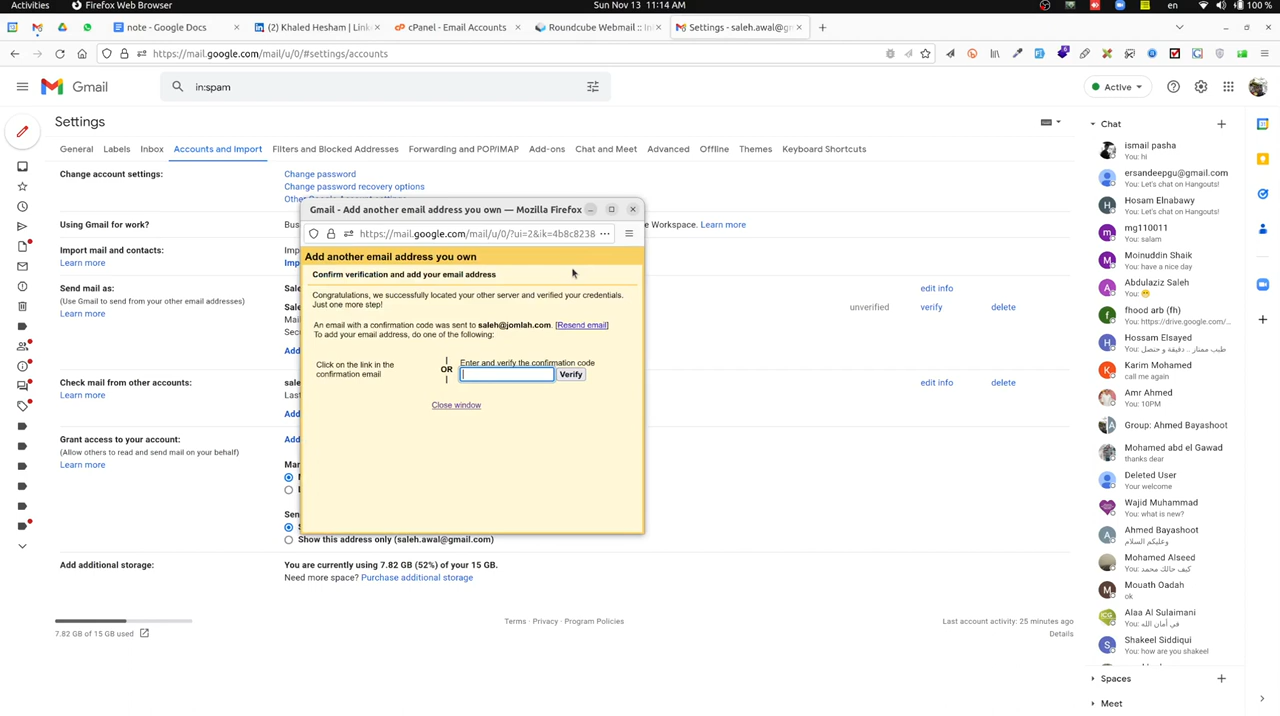 Activities
Firefox Web Browser
Sun Nov 13 11:14 AM
en
100 %
note - Google Docs
(2) Khaled Hesham | Link
cPanel - Email Accounts
Roundcube Webmail :: In
Settings - saleh.awal@gm
https://mail.google.com/mail/u/0/#settings/accounts
Gmail
in:spam
Active
Settings
General
Labels
Inbox
Accounts and Import
Filters and Blocked Addresses
Forwarding and POP/IMAP
Add-ons
Chat and Meet
Advanced
Offline
Themes
Keyboard Shortcuts
Change account settings:
Change password
Change password recovery options
Using Gmail for work?
e Workspace. Learn more
Import mail and contacts:
Learn more
Send mail as:
(Use Gmail to send from your other email addresses)
Learn more
edit info
unverified
verify
delete
Check mail from other accounts:
Learn more
edit info
delete
Grant access to your account:
(Allow others to read and send mail on your behalf)
Learn more
Show this address only (saleh.awal@gmail.com)
Add additional storage:
You are currently using 7.82 GB (52%) of your 15 GB.
Need more space? Purchase additional storage
7.82 GB of 15 GB used
Terms · Privacy · Program Policies
Last account activity: 25 minutes ago
Details
Gmail - Add another email address you own — Mozilla Firefox
https://mail.google.com/mail/u/0/?ui=2&ik=4b8c8238
Add another email address you own
Confirm verification and add your email address
Congratulations, we successfully located your other server and verified your credentials.
Just one more step!
An email with a confirmation code was sent to saleh@jomlah.com. [Resend email]
To add your email address, do one of the following:
Click on the link in the
confirmation email
OR
Enter and verify the confirmation code
Verify
Close window
Chat
ismail pasha
You: hi
ersandeepgu@gmail.com
You: Let's chat on Hangouts!
Hosam Elnabawy
You: Let's chat on Hangouts!
mg110011
You: salam
Moinuddin Shaik
You: have a nice day
Abdulaziz Saleh
You: 😁
fhood arb (fh)
You: https://drive.google.com/...
Hossam Elsayed
طيب ممتاز .. دقيقة و حتصل
Karim Mohamed
call me again
Amr Ahmed
You: 10PM
Group: Ahmed Bayashoot
Mohamed abd el Gawad
thanks dear
Deleted User
Your welcome
Wajid Muhammad
You: what is new?
Ahmed Bayashoot
You: وعليكم السلام
Mohamed Alseed
You: كيف حالك محمد
Mouath Oadah
ok
Alaa Al Sulaimani
You: في أمان الله
Shakeel Siddiqui
You: how are you shakeel
Spaces
Meet